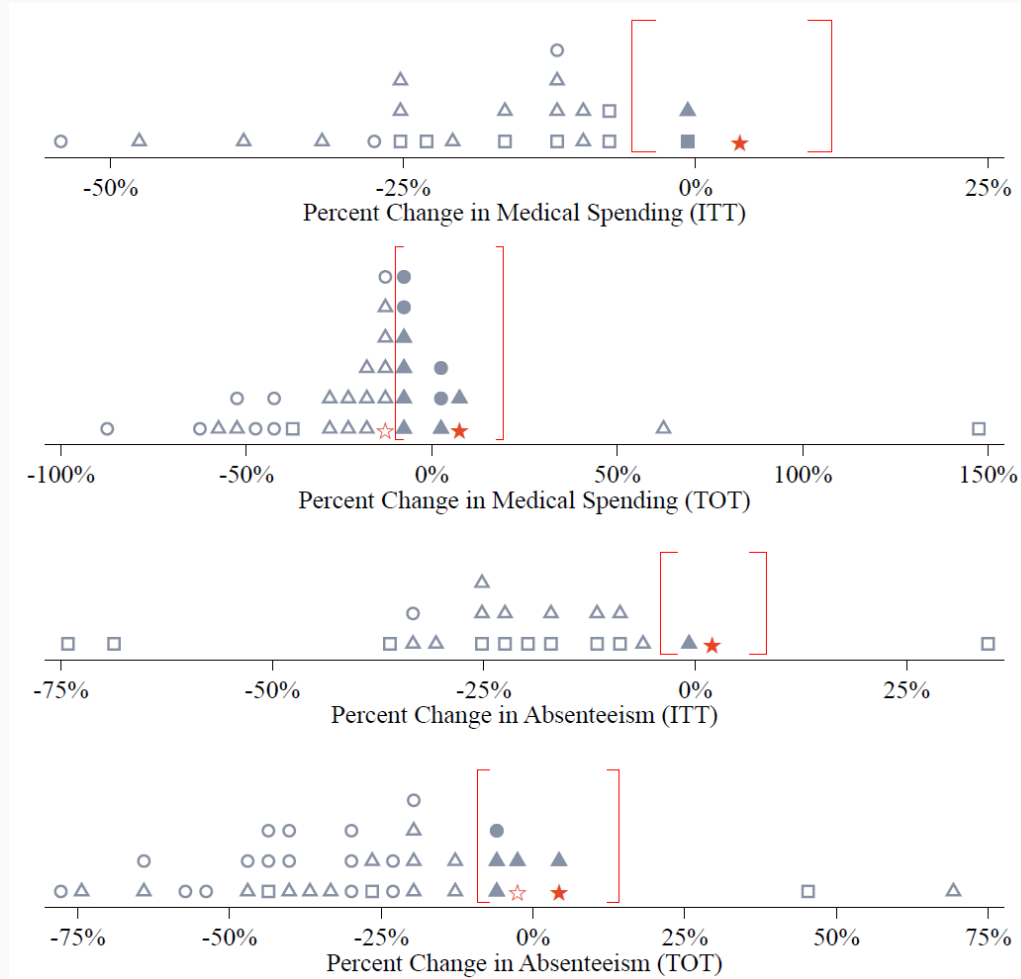 -50% -25% 0% 25%
Percent Change in Medical Spending (ITT)
-100% -50% 0% 50% 100% 150%
Percent Change in Medical Spending (TOT)
-75% -50% -25% 0% 25%
Percent Change in Absenteeism (ITT)
-75% -50% -25% 0% 25% 50% 75%
Percent Change in Absenteeism (TOT)